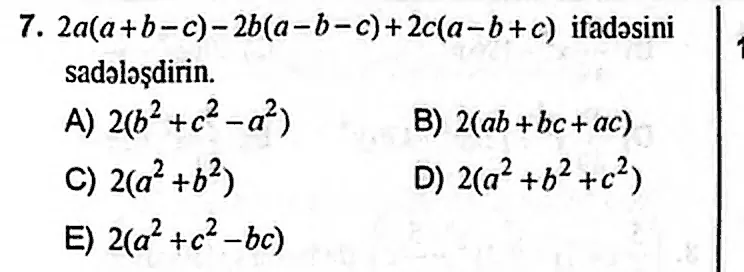 7. 2a(a+b−c)−2b(a−b−c)+2c(a−b+c) ifadəsini
sadələşdirin.
A) 2(b²+c²−a²) B) 2(ab+bc+ac)
C) 2(a²+b²) D) 2(a²+b²+c²)
E) 2(a²+c²−bc)